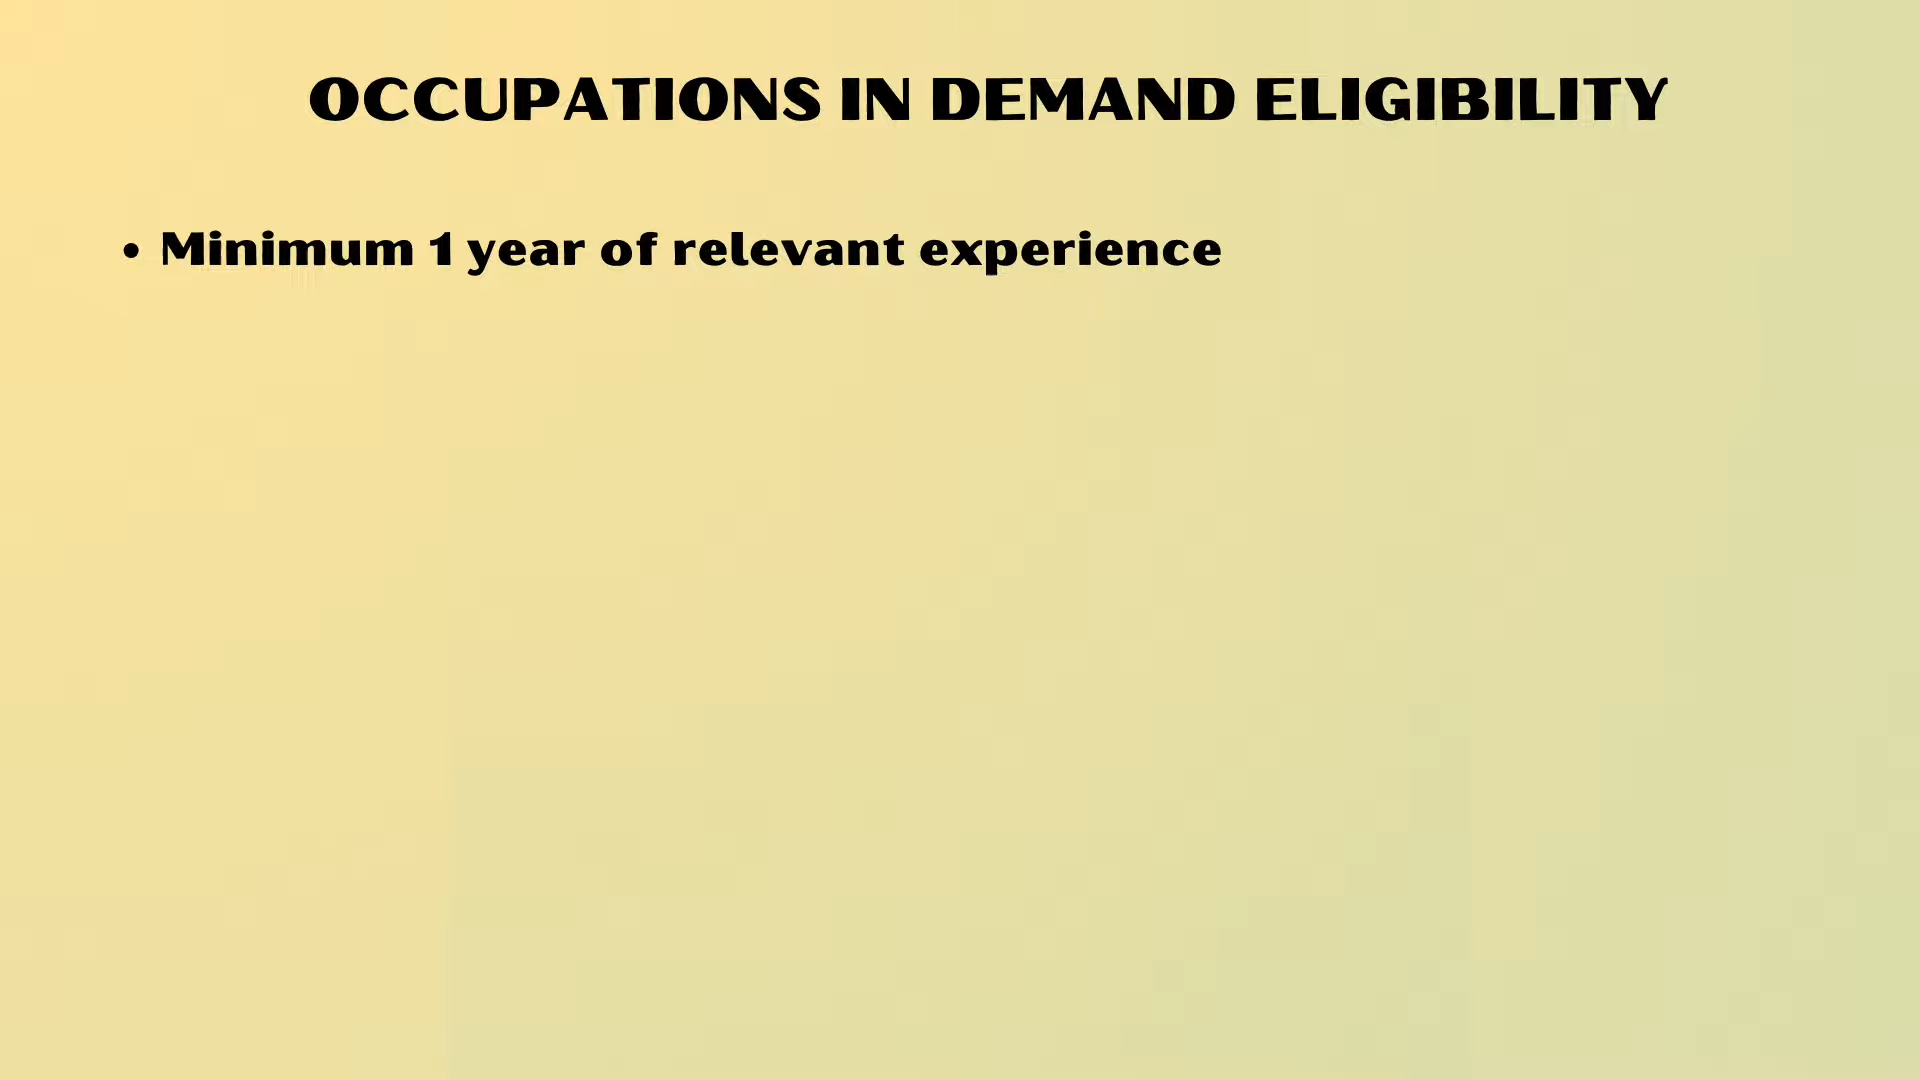 OCCUPATIONS IN DEMAND ELIGIBILITY
• Minimum 1 year of relevant experience